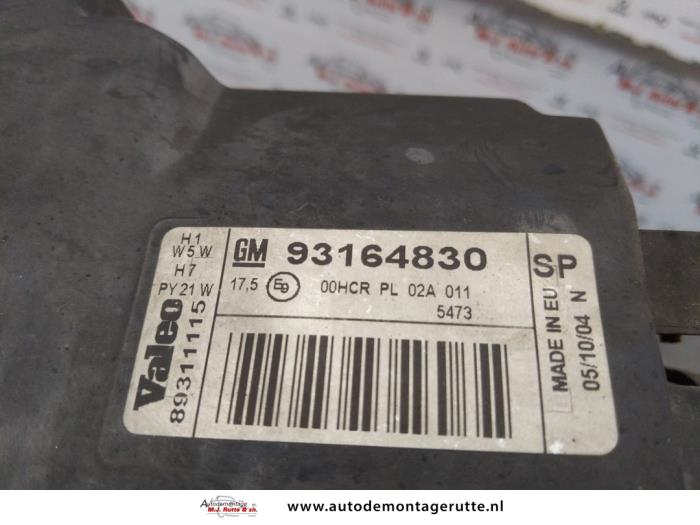 H1
W5W
H7
PY21W
GM 93164830
17,5 E9 00HCR PL 02A 011
5473
Valeo
89311115
SP
MADE IN EU
05/10/04 N
Autodemontage
M.J. Rutte & zn.
www.autodemontagerutte.nl